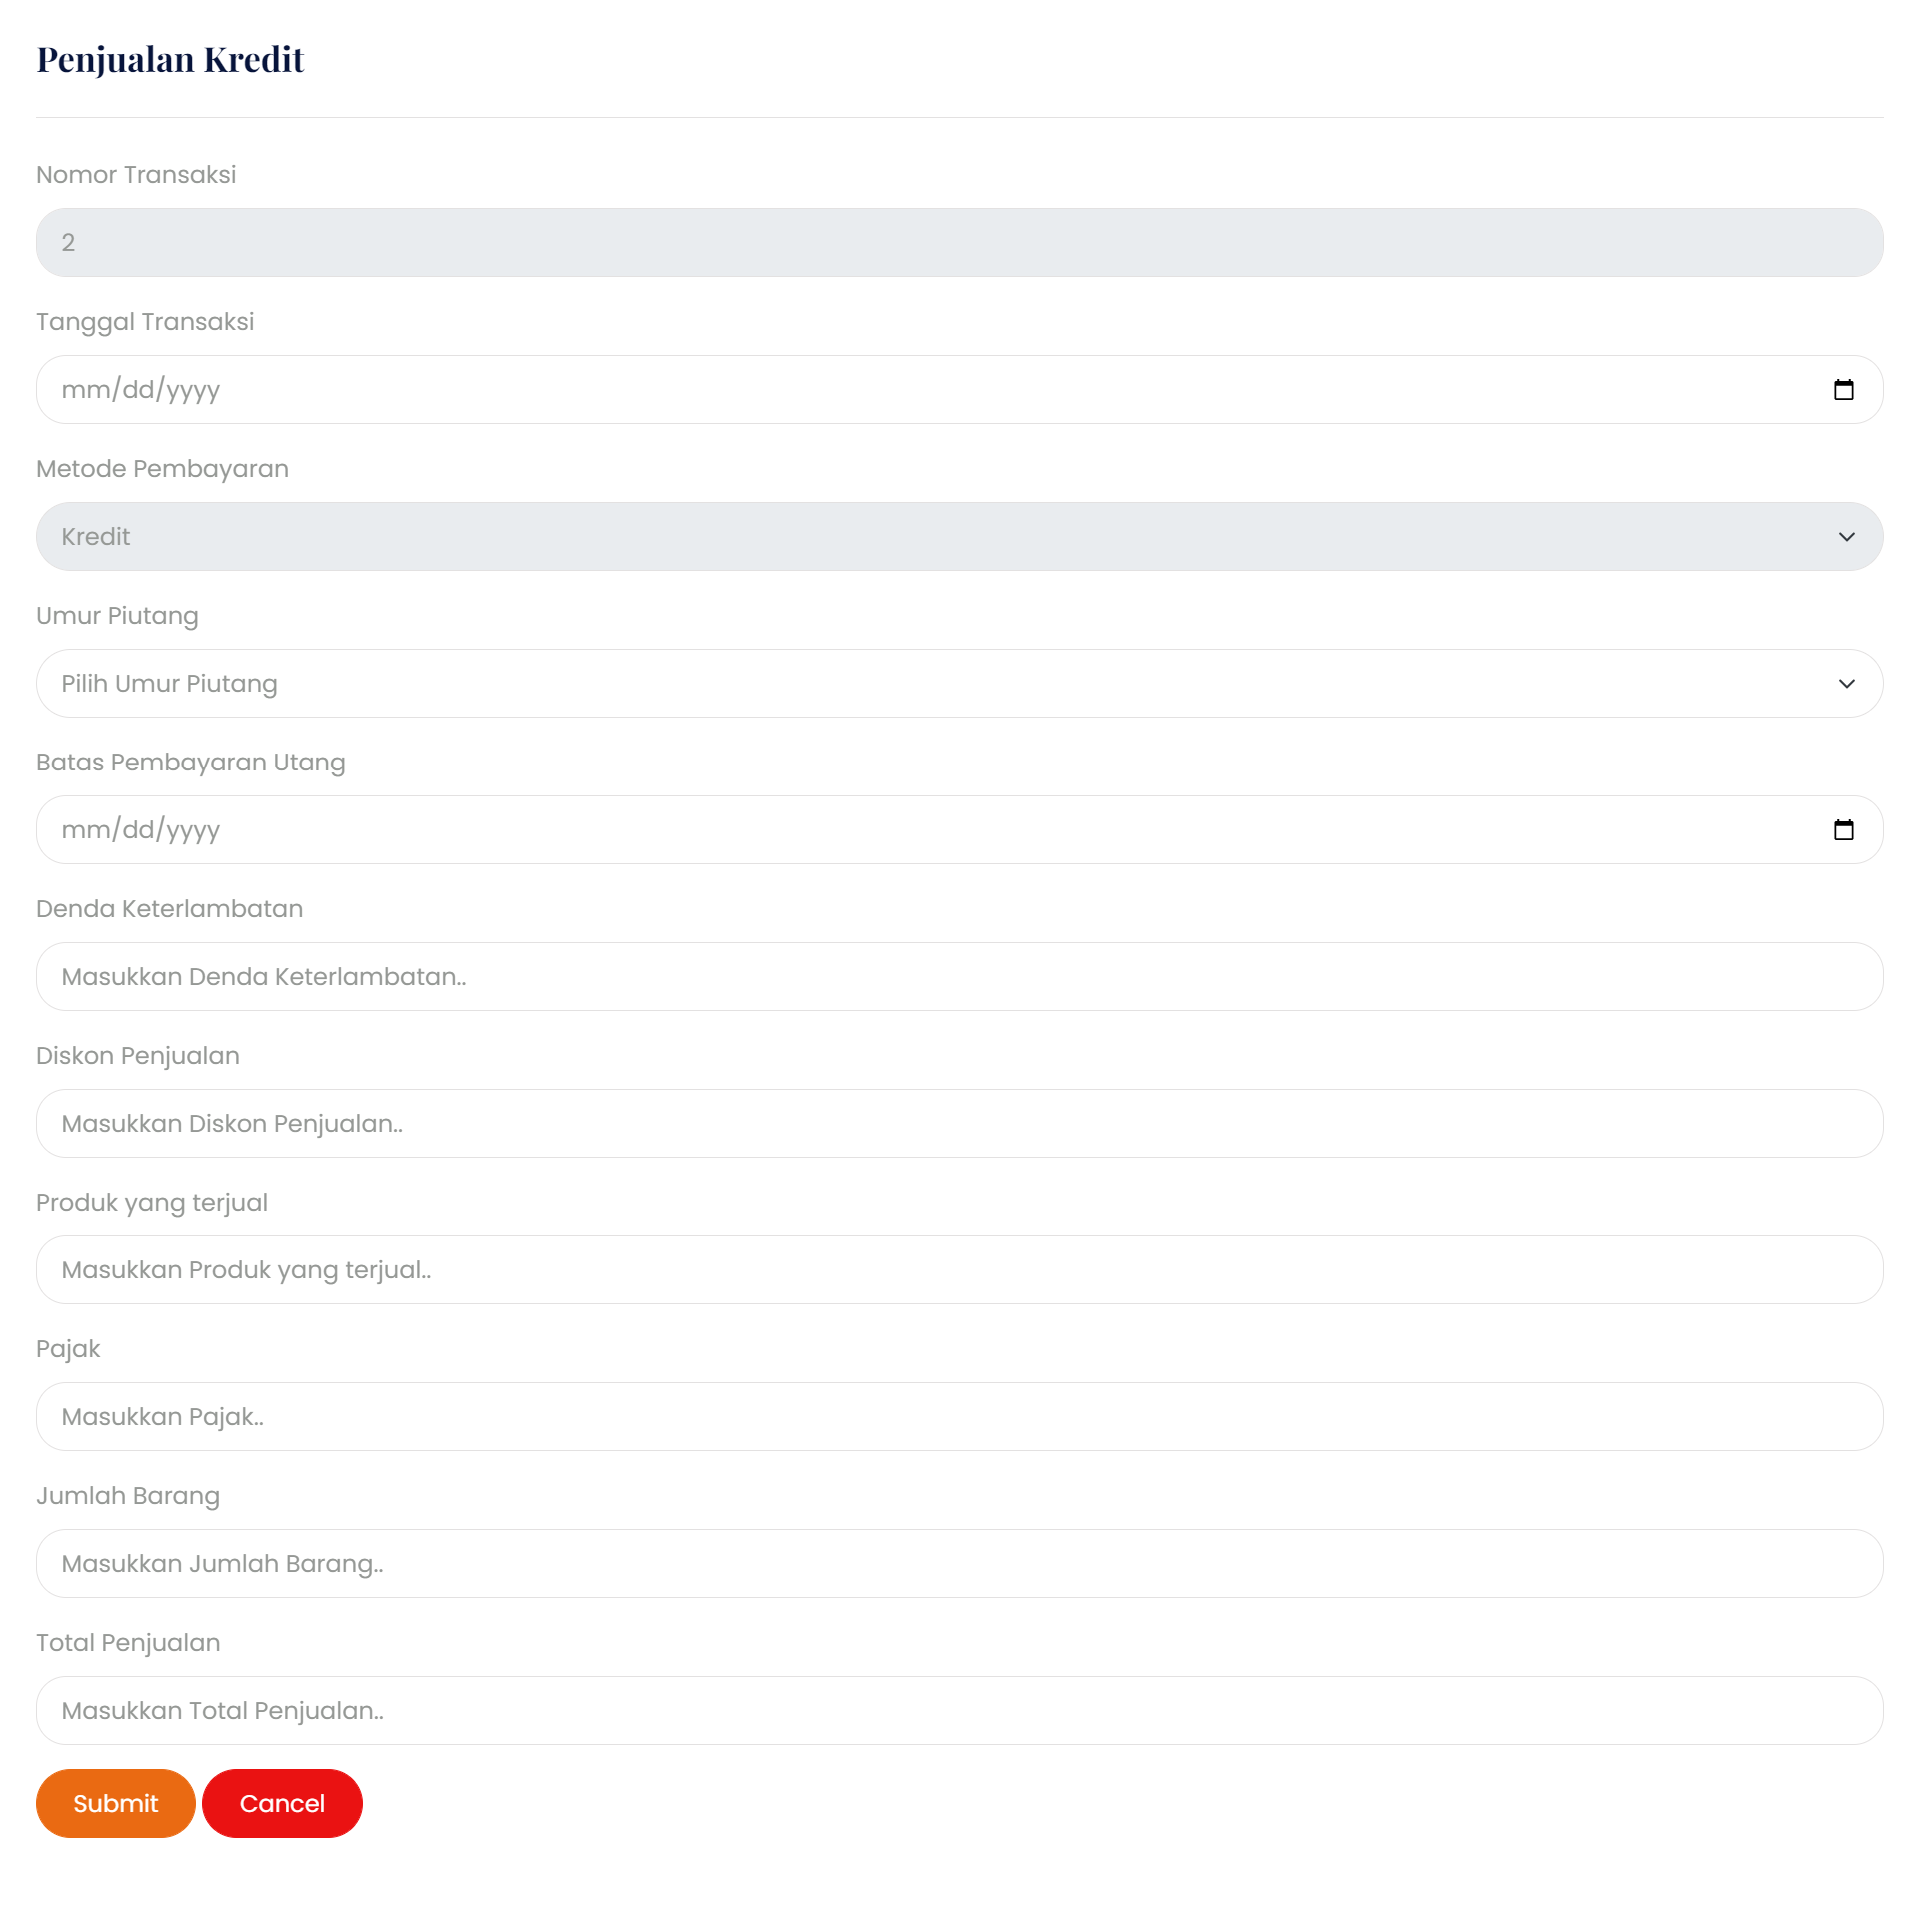 Penjualan Kredit
Nomor Transaksi
2
Tanggal Transaksi
mm/dd/yyyy
Metode Pembayaran
Kredit
Umur Piutang
Pilih Umur Piutang
Batas Pembayaran Utang
mm/dd/yyyy
Denda Keterlambatan
Masukkan Denda Keterlambatan..
Diskon Penjualan
Masukkan Diskon Penjualan..
Produk yang terjual
Masukkan Produk yang terjual..
Pajak
Masukkan Pajak..
Jumlah Barang
Masukkan Jumlah Barang..
Total Penjualan
Masukkan Total Penjualan..
Submit Cancel